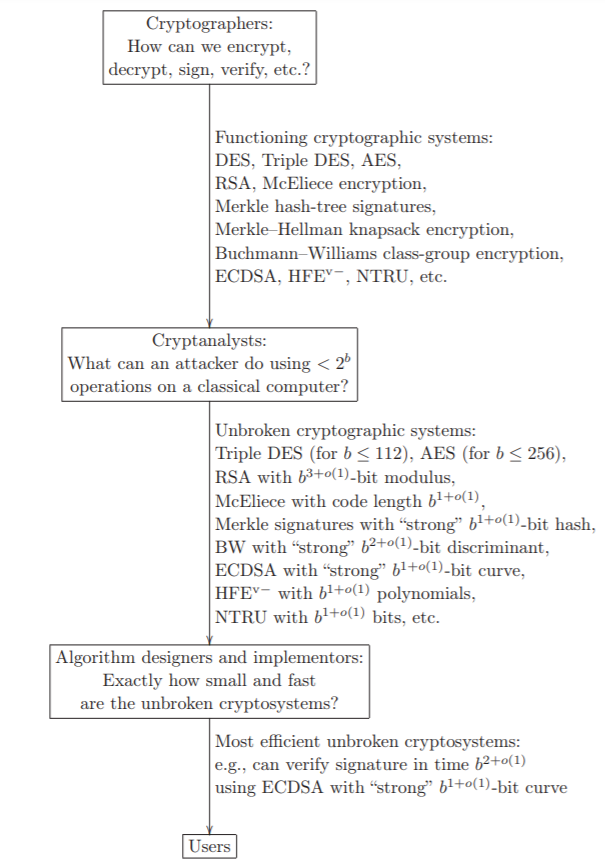 Cryptographers:
How can we encrypt,
decrypt, sign, verify, etc.?
Functioning cryptographic systems:
DES, Triple DES, AES,
RSA, McEliece encryption,
Merkle hash-tree signatures,
Merkle–Hellman knapsack encryption,
Buchmann–Williams class-group encryption,
ECDSA, HFE^{v−}, NTRU, etc.
Cryptanalysts:
What can an attacker do using < 2^b
operations on a classical computer?
Unbroken cryptographic systems:
Triple DES (for b ≤ 112), AES (for b ≤ 256),
RSA with b^{3+o(1)}-bit modulus,
McEliece with code length b^{1+o(1)},
Merkle signatures with “strong” b^{1+o(1)}-bit hash,
BW with “strong” b^{2+o(1)}-bit discriminant,
ECDSA with “strong” b^{1+o(1)}-bit curve,
HFE^{v−} with b^{1+o(1)} polynomials,
NTRU with b^{1+o(1)} bits, etc.
Algorithm designers and implementors:
Exactly how small and fast
are the unbroken cryptosystems?
Most efficient unbroken cryptosystems:
e.g., can verify signature in time b^{2+o(1)}
using ECDSA with “strong” b^{1+o(1)}-bit curve
Users